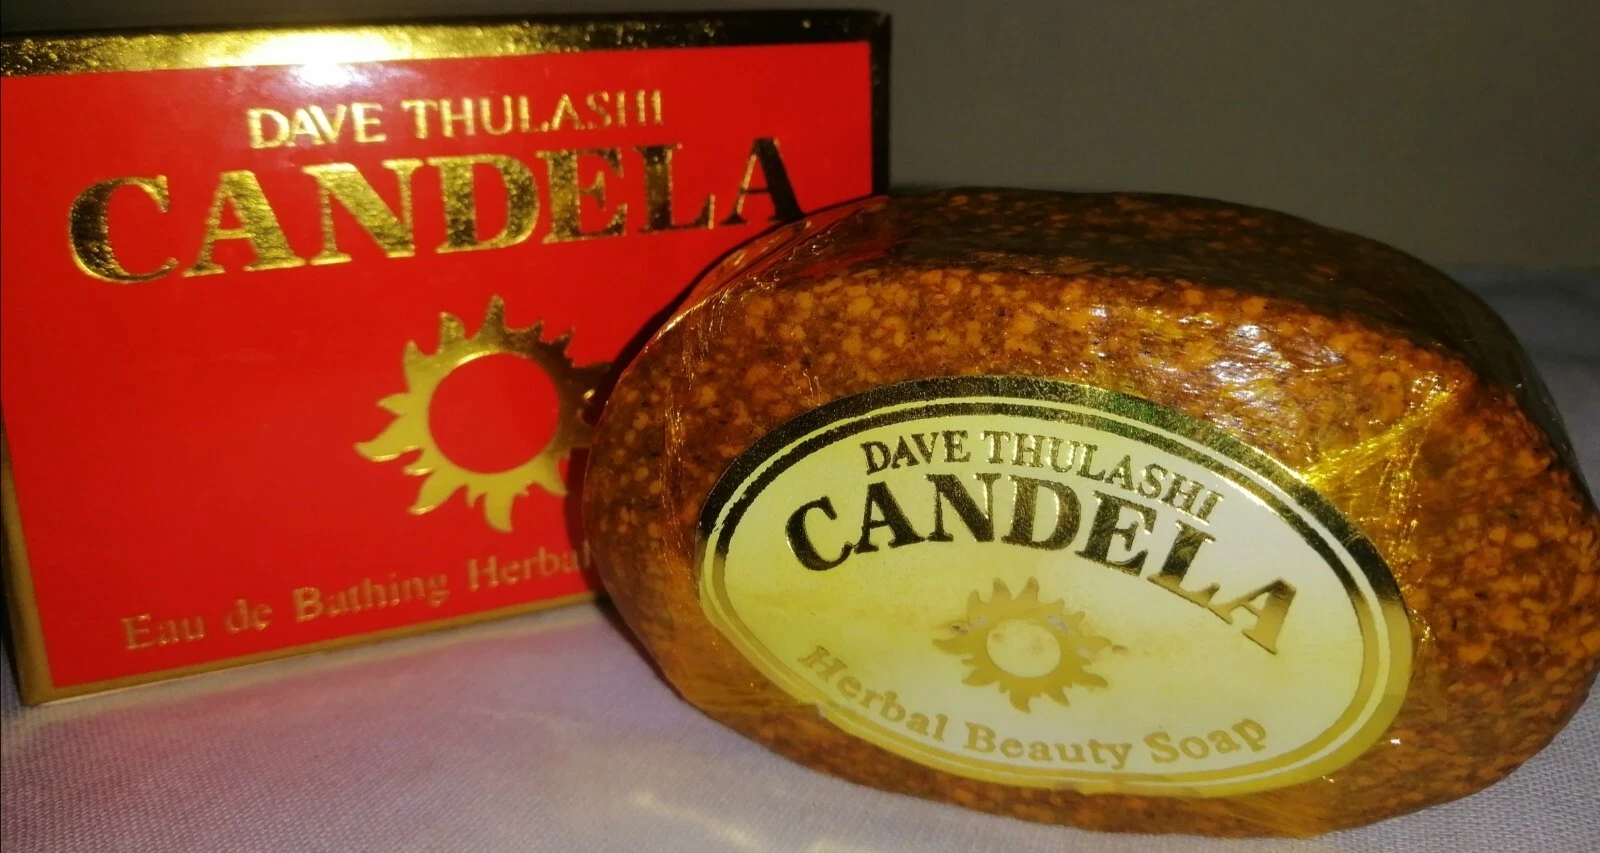 DAVE THULASHI
CANDELA
Eau de Bathing Herbal
DAVE THULASHI
CANDELA
Herbal Beauty Soap